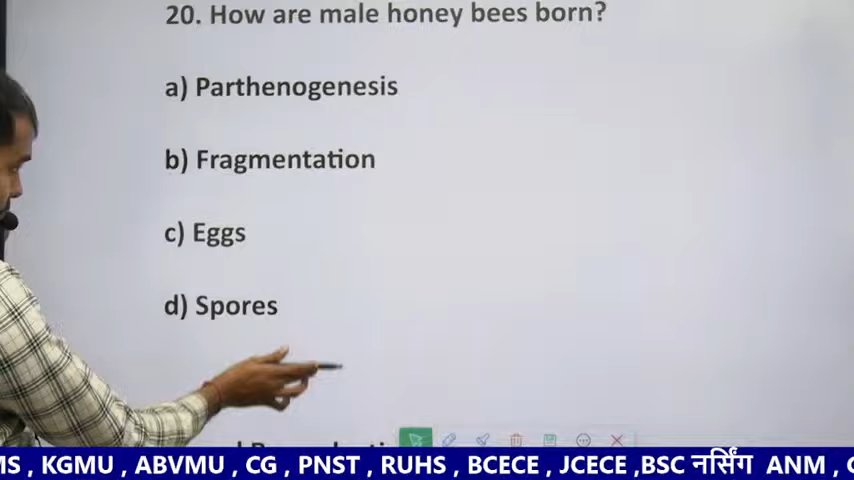 20. How are male honey bees born?
a) Parthenogenesis
b) Fragmentation
c) Eggs
d) Spores
MS , KGMU , ABVMU , CG , PNST , RUHS , BCECE , JCECE ,BSC नर्सिंग ANM ,